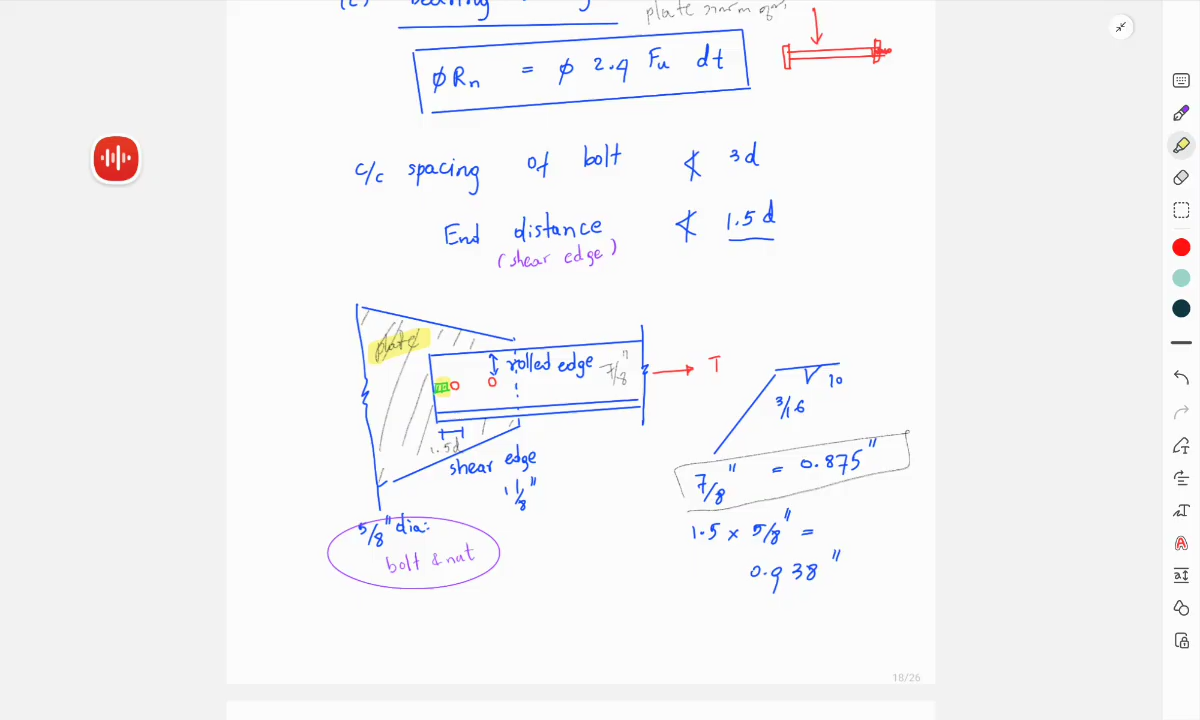 (c) bearing
plate
φRn = φ 2.4 Fu dt
c/c spacing of bolt ≮ 3d
End distance ≮ 1.5d
(shear edge)
plate
rolled edge
7/8"
T
10
3/16
1.5d
shear edge
1 1/8"
7/8" = 0.875"
5/8" dia:
bolt & nut
1.5 × 5/8" =
0.938"
18/26